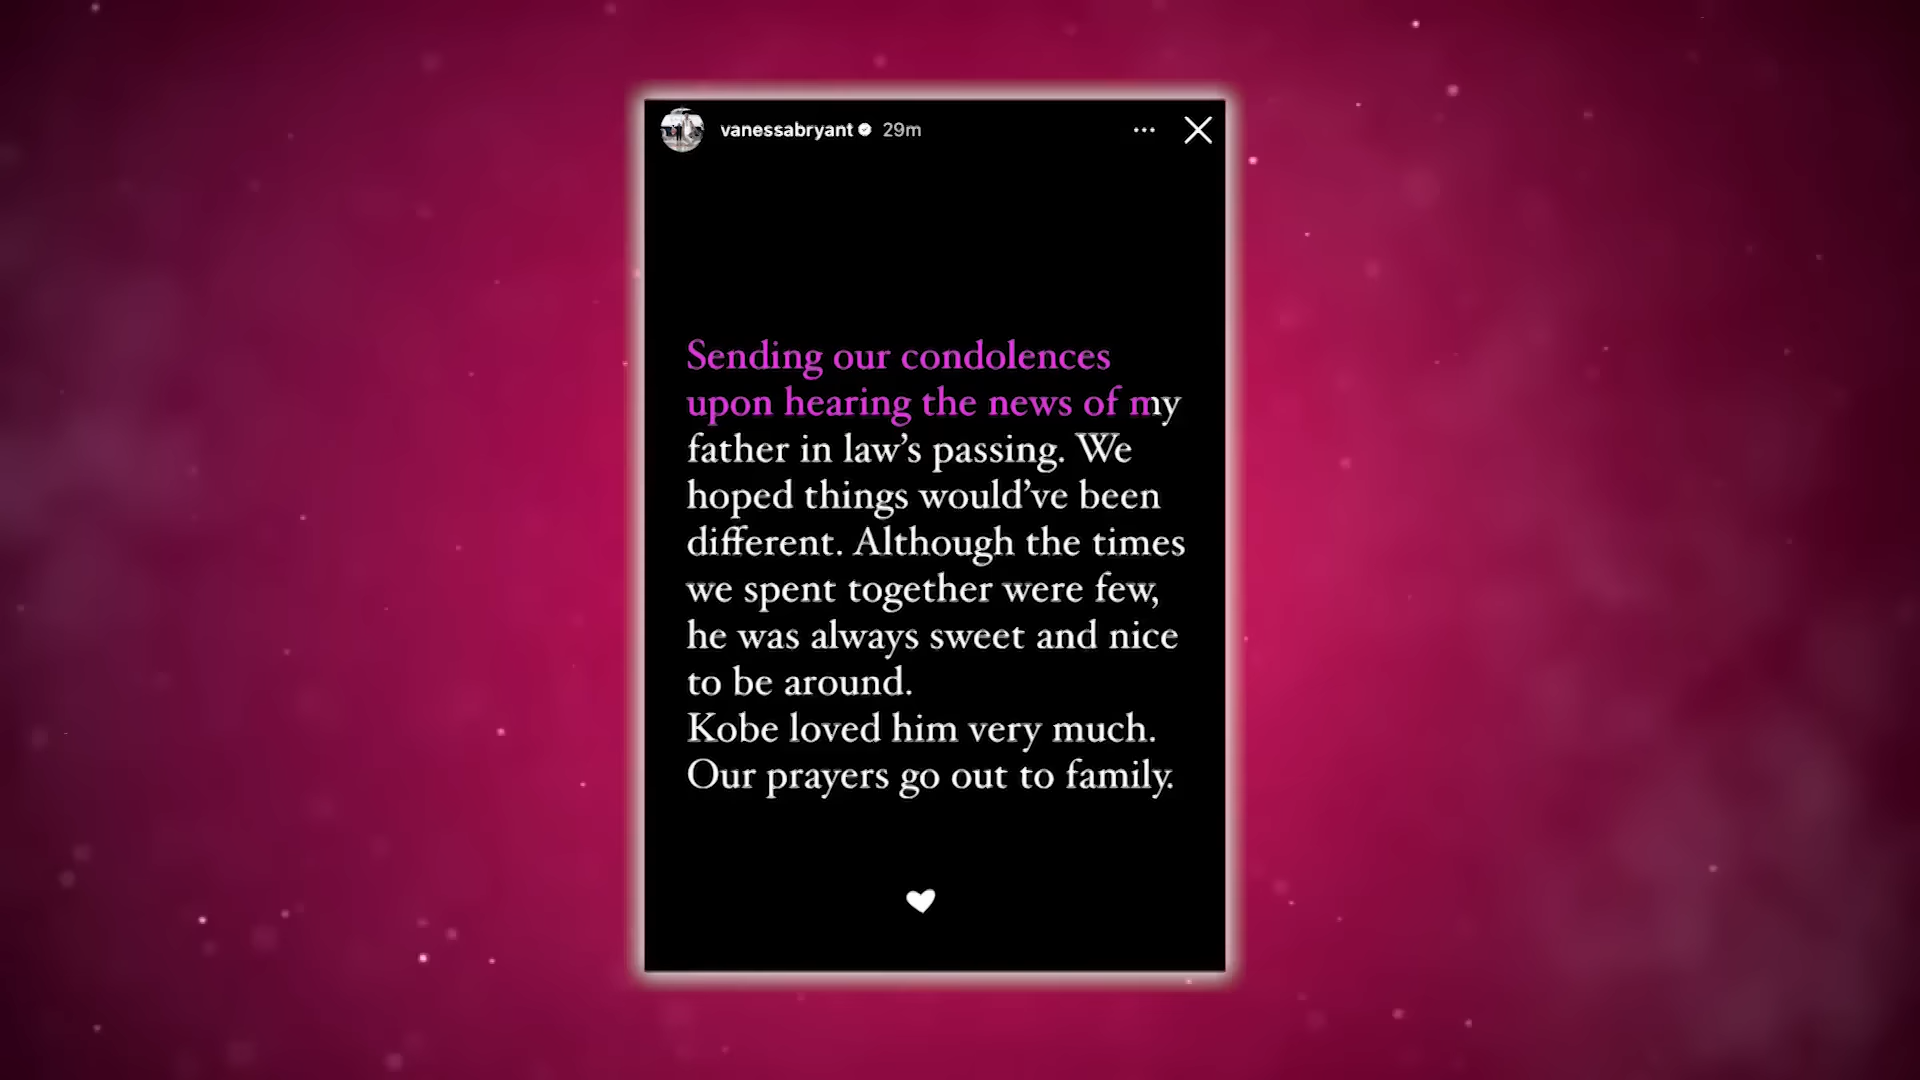 vanessabryant 29m
Sending our condolences
upon hearing the news of my
father in law’s passing. We
hoped things would’ve been
different. Although the times
we spent together were few,
he was always sweet and nice
to be around.
Kobe loved him very much.
Our prayers go out to family.